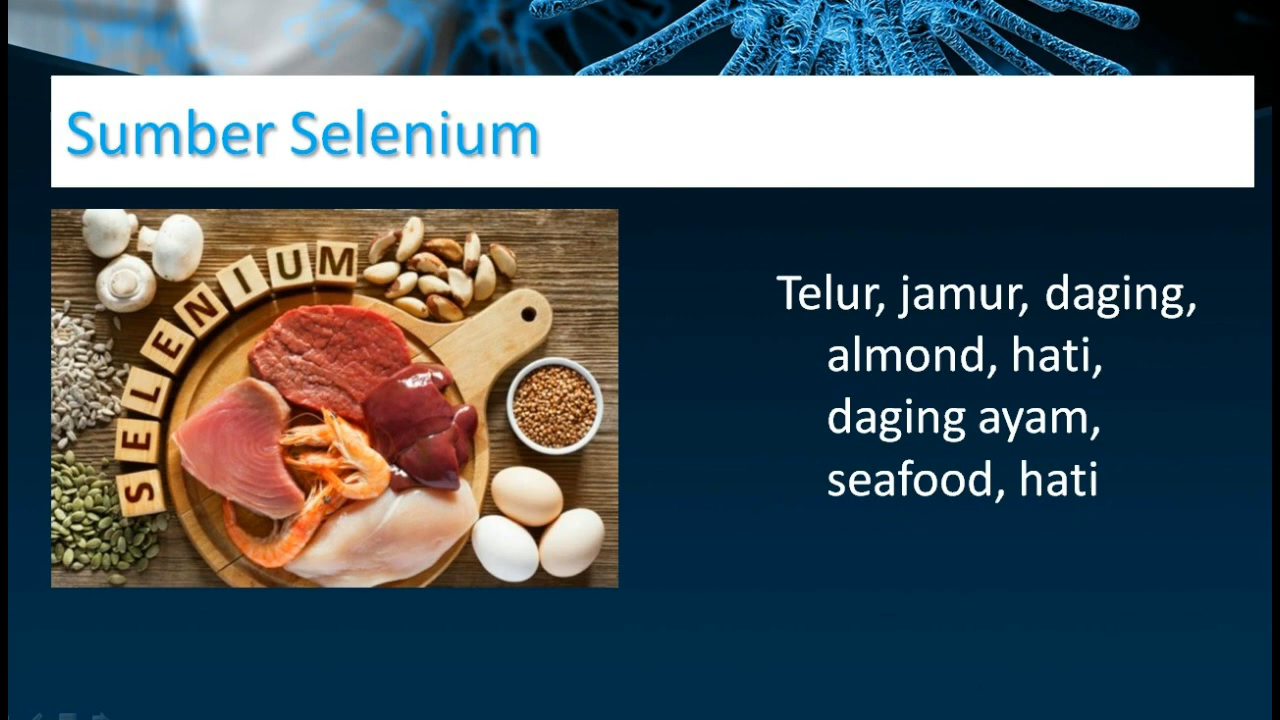 Sumber Selenium
SELENIUM
Telur, jamur, daging,
almond, hati,
daging ayam,
seafood, hati